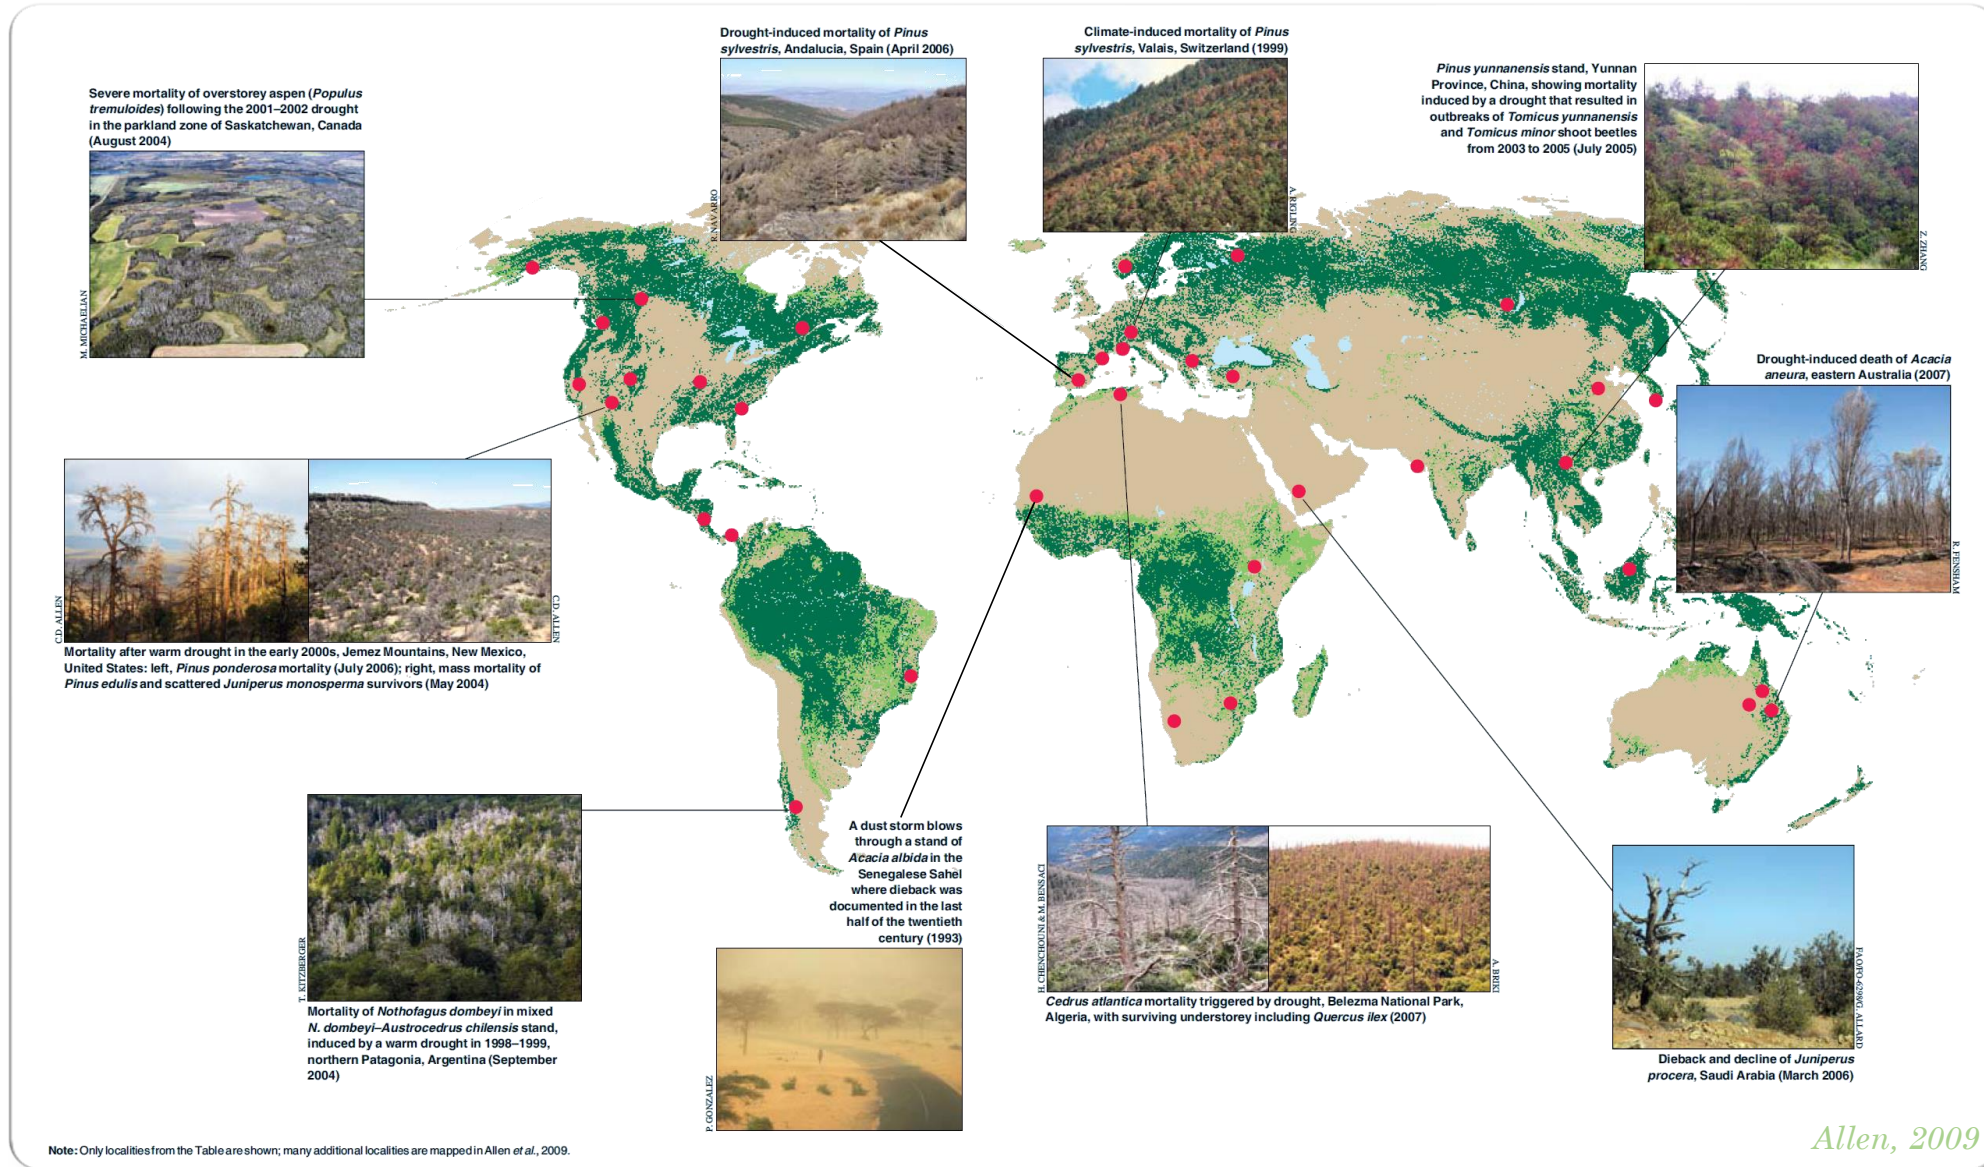 Drought-induced mortality of Pinus
sylvestris, Andalucia, Spain (April 2006)
Climate-induced mortality of Pinus
sylvestris, Valais, Switzerland (1999)
Pinus yunnanensis stand, Yunnan
Province, China, showing mortality
induced by a drought that resulted in
outbreaks of Tomicus yunnanensis
and Tomicus minor shoot beetles
from 2003 to 2005 (July 2005)
Severe mortality of overstorey aspen (Populus
tremuloides) following the 2001–2002 drought
in the parkland zone of Saskatchewan, Canada
(August 2004)
M. MICHAELIAN
R. NAVARRO
A. RIGLING
Z. ZHANG
Drought-induced death of Acacia
aneura, eastern Australia (2007)
R. FENSHAM
C.D. ALLEN
C.D. ALLEN
Mortality after warm drought in the early 2000s, Jemez Mountains, New Mexico,
United States: left, Pinus ponderosa mortality (July 2006); right, mass mortality of
Pinus edulis and scattered Juniperus monosperma survivors (May 2004)
T. KITZBERGER
Mortality of Nothofagus dombeyi in mixed
N. dombeyi–Austrocedrus chilensis stand,
induced by a warm drought in 1998–1999,
northern Patagonia, Argentina (September
2004)
A dust storm blows
through a stand of
Acacia albida in the
Senegalese Sahel
where dieback was
documented in the last
half of the twentieth
century (1993)
P. GONZALEZ
H. CHENCHOUNI & M. BENSACI
A. BRIKI
Cedrus atlantica mortality triggered by drought, Belezma National Park,
Algeria, with surviving understorey including Quercus ilex (2007)
FAO/FO-6298/G. ALLARD
Dieback and decline of Juniperus
procera, Saudi Arabia (March 2006)
Note: Only localities from the Table are shown; many additional localities are mapped in Allen et al., 2009.
Allen, 2009